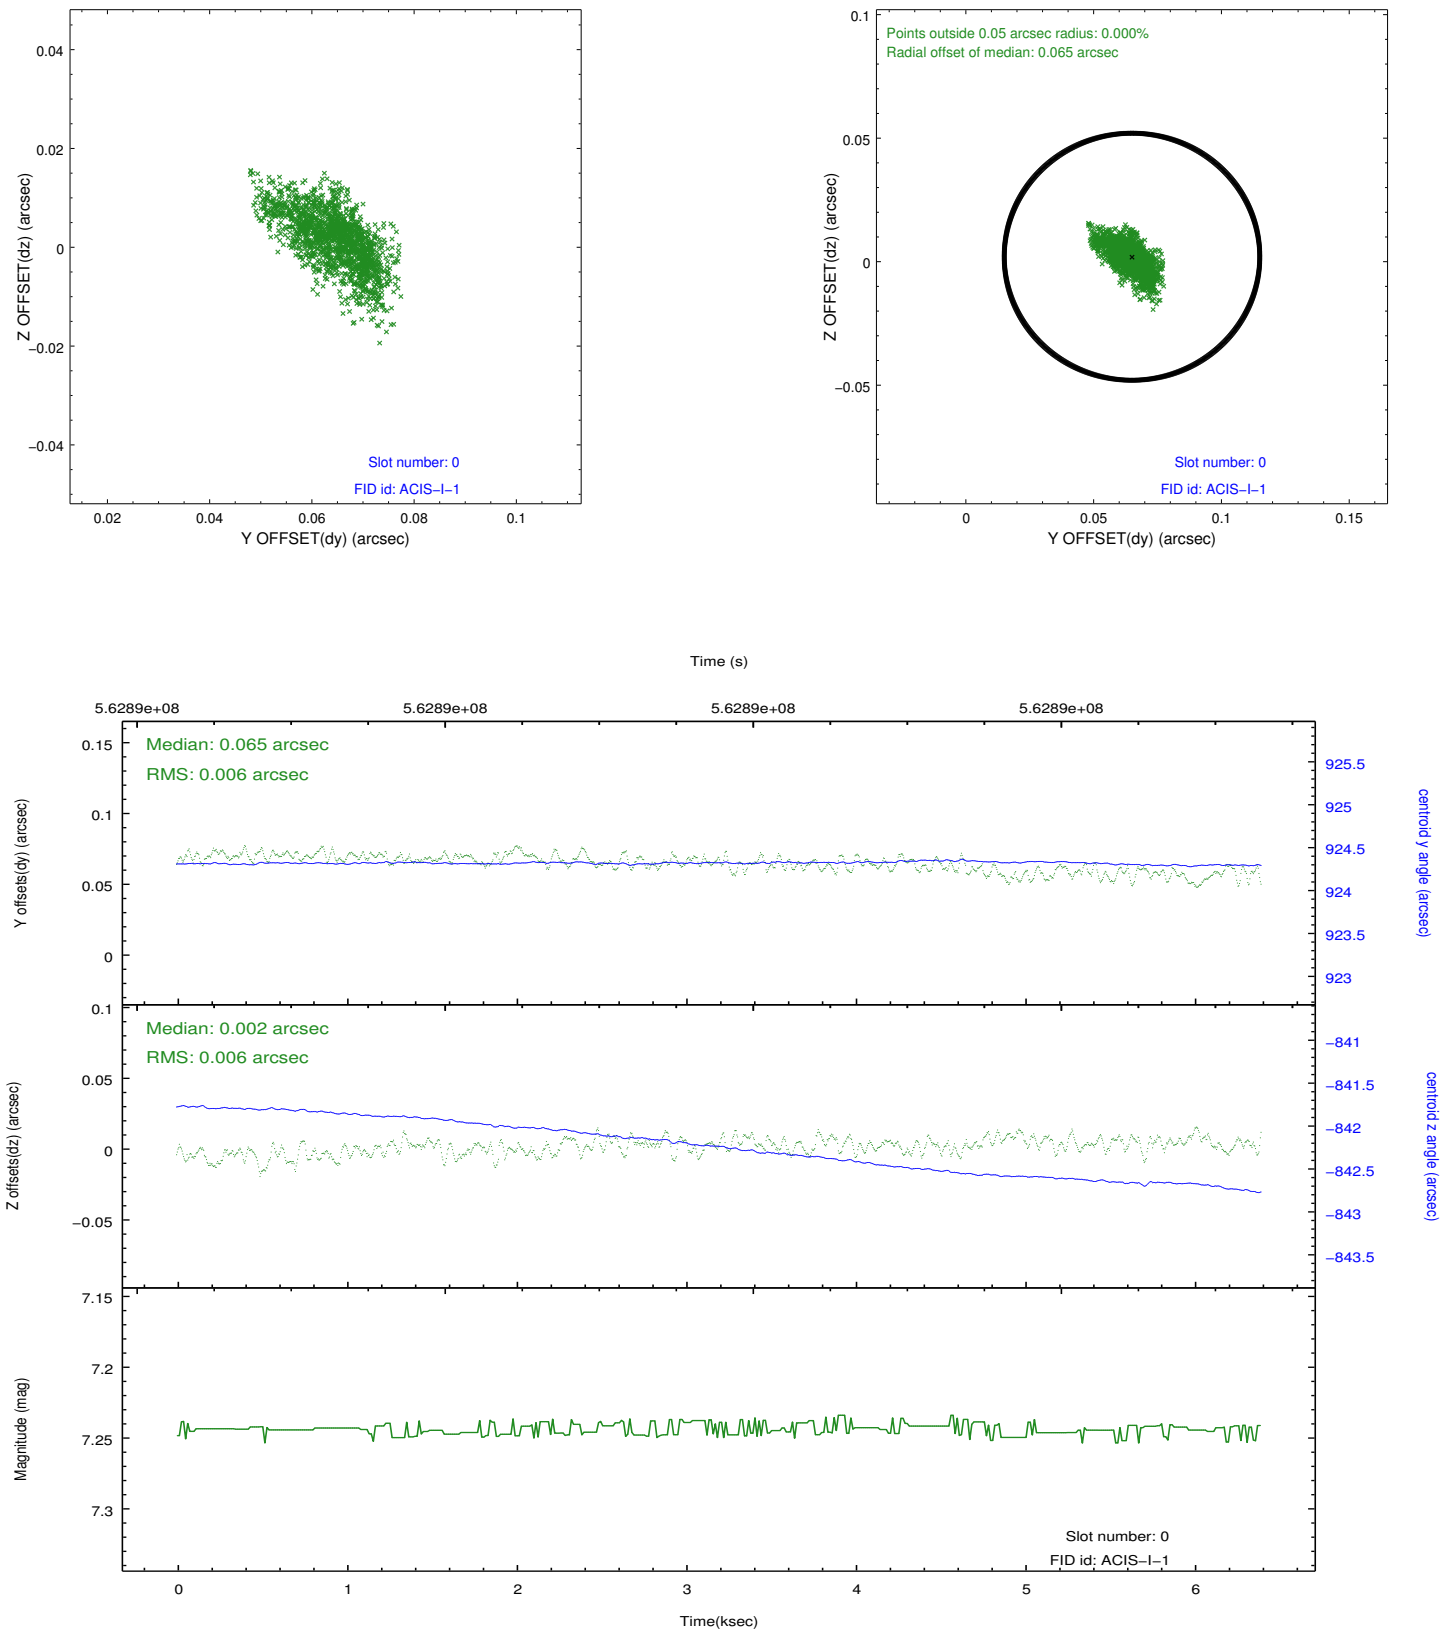 0.04
0.02
0
−0.02
−0.04
Z OFFSET(dz) (arcsec)
Slot number: 0
FID id: ACIS−I−1
0.02 0.04 0.06 0.08 0.1
Y OFFSET(dy) (arcsec)
Points outside 0.05 arcsec radius: 0.000%
Radial offset of median: 0.065 arcsec
0.1
0.05
0
−0.05
Z OFFSET(dz) (arcsec)
Slot number: 0
FID id: ACIS−I−1
0 0.05 0.1 0.15
Y OFFSET(dy) (arcsec)
Time (s)
5.6289e+08 5.6289e+08 5.6289e+08 5.6289e+08
Median: 0.065 arcsec
RMS: 0.006 arcsec
0.15
0.1
0.05
0
Y offsets(dy) (arcsec)
925.5
925
924.5
924
923.5
923
centroid y angle (arcsec)
Median: 0.002 arcsec
RMS: 0.006 arcsec
0.1
0.05
0
−0.05
Z offsets(dz) (arcsec)
−841
−841.5
−842
−842.5
−843
−843.5
centroid z angle (arcsec)
7.15
7.2
7.25
7.3
Magnitude (mag)
Slot number: 0
FID id: ACIS−I−1
0 1 2 3 4 5 6
Time(ksec)